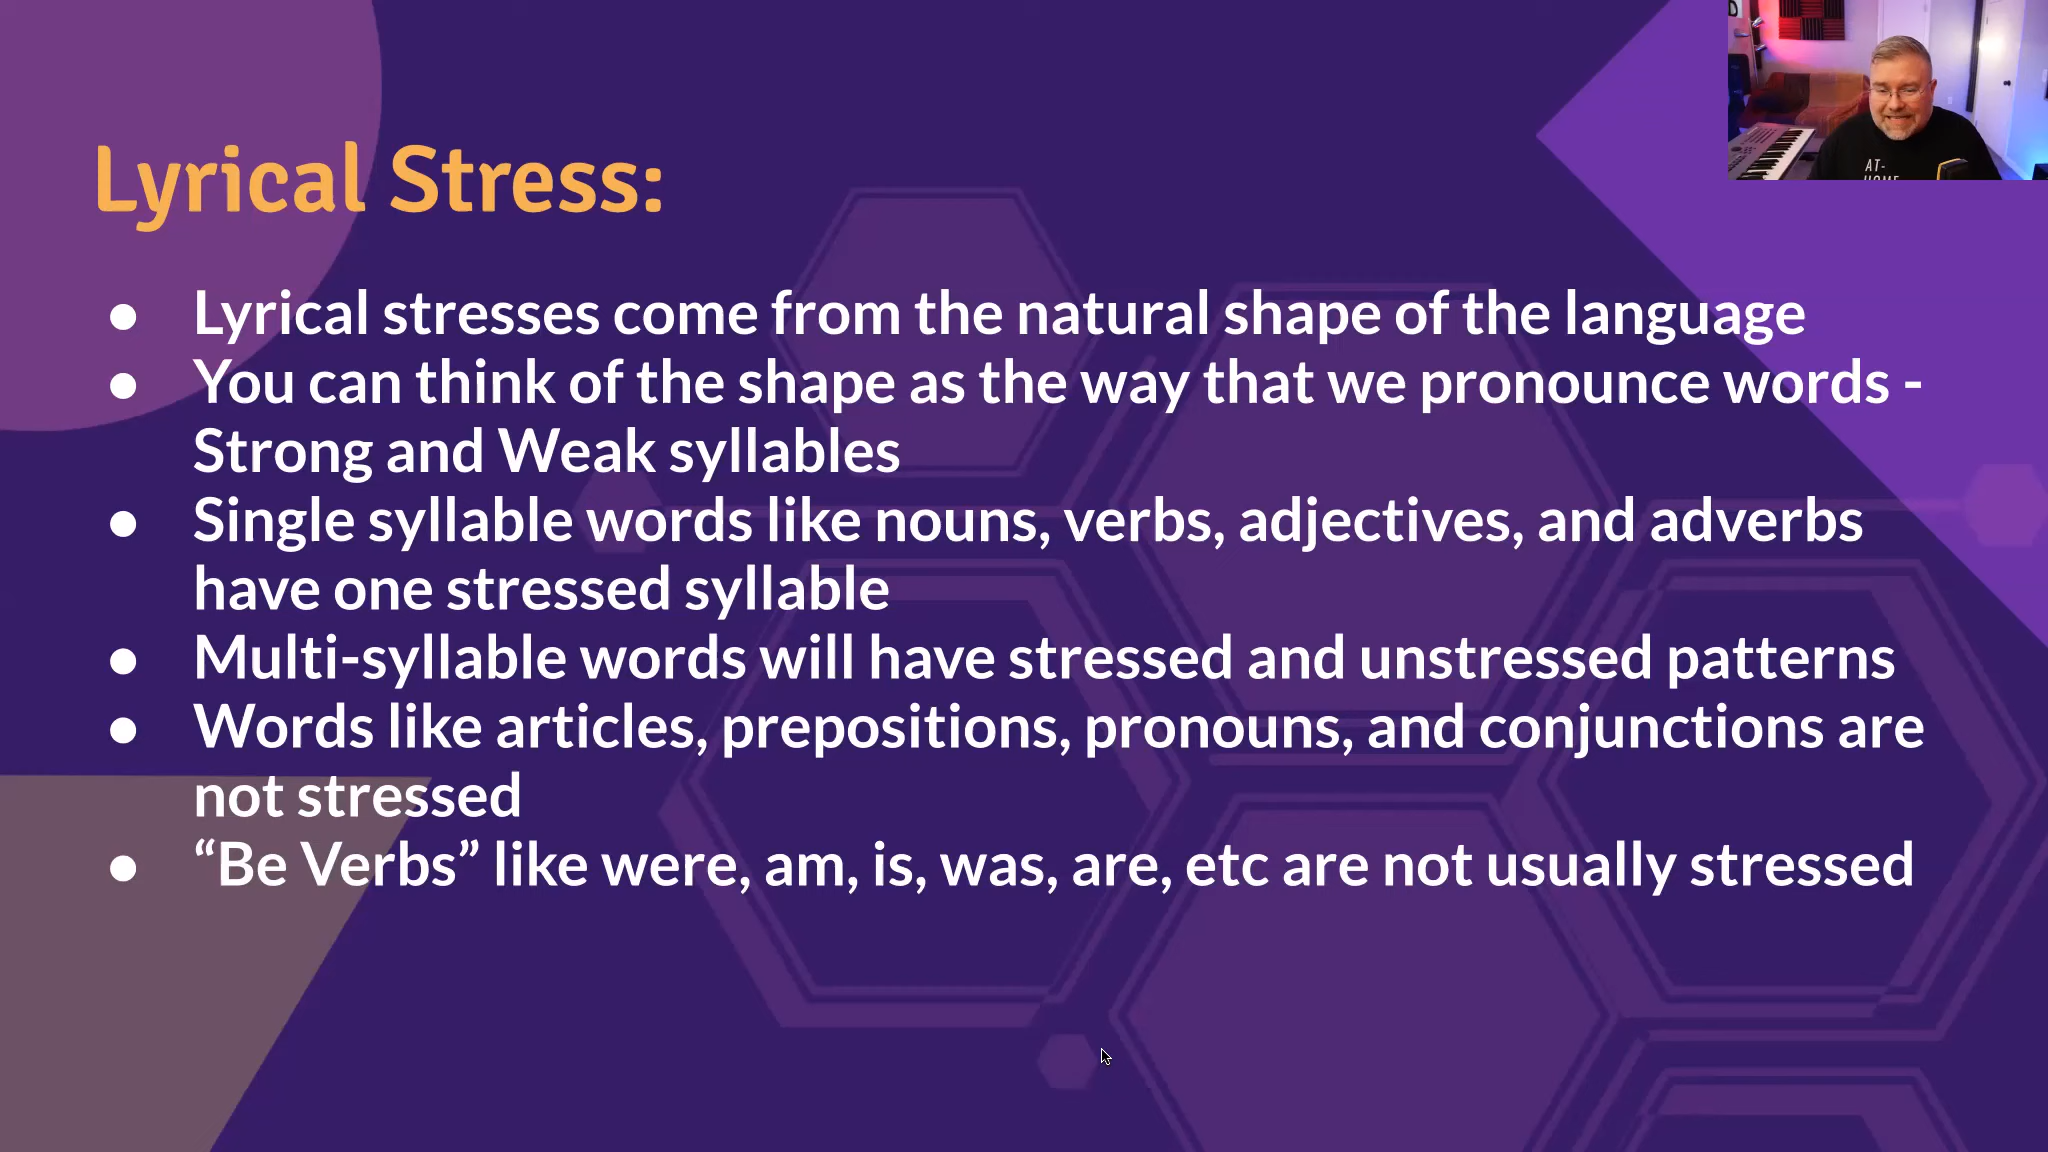 Lyrical Stress:
● Lyrical stresses come from the natural shape of the language
● You can think of the shape as the way that we pronounce words -
Strong and Weak syllables
● Single syllable words like nouns, verbs, adjectives, and adverbs
have one stressed syllable
● Multi-syllable words will have stressed and unstressed patterns
● Words like articles, prepositions, pronouns, and conjunctions are
not stressed
● “Be Verbs” like were, am, is, was, are, etc are not usually stressed
AT-
HOME